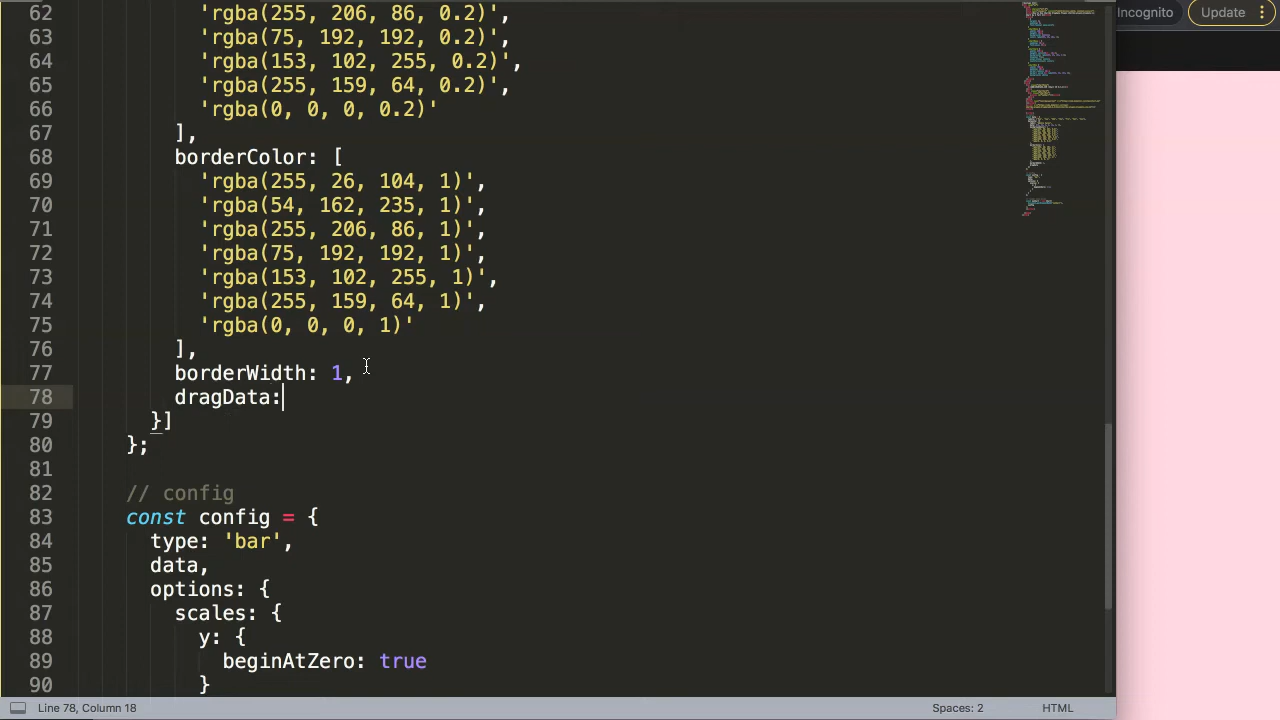 62 'rgba(255, 206, 86, 0.2)',
63 'rgba(75, 192, 192, 0.2)',
64 'rgba(153, 102, 255, 0.2)',
65 'rgba(255, 159, 64, 0.2)',
66 'rgba(0, 0, 0, 0.2)'
67 ],
68 borderColor: [
69 'rgba(255, 26, 104, 1)',
70 'rgba(54, 162, 235, 1)',
71 'rgba(255, 206, 86, 1)',
72 'rgba(75, 192, 192, 1)',
73 'rgba(153, 102, 255, 1)',
74 'rgba(255, 159, 64, 1)',
75 'rgba(0, 0, 0, 1)'
76 ],
77 borderWidth: 1,
78 dragData:
79 }]
80 };
81
82 // config
83 const config = {
84 type: 'bar',
85 data,
86 options: {
87 scales: {
88 y: {
89 beginAtZero: true
90 }
Incognito
Update
Line 78, Column 18
Spaces: 2
HTML